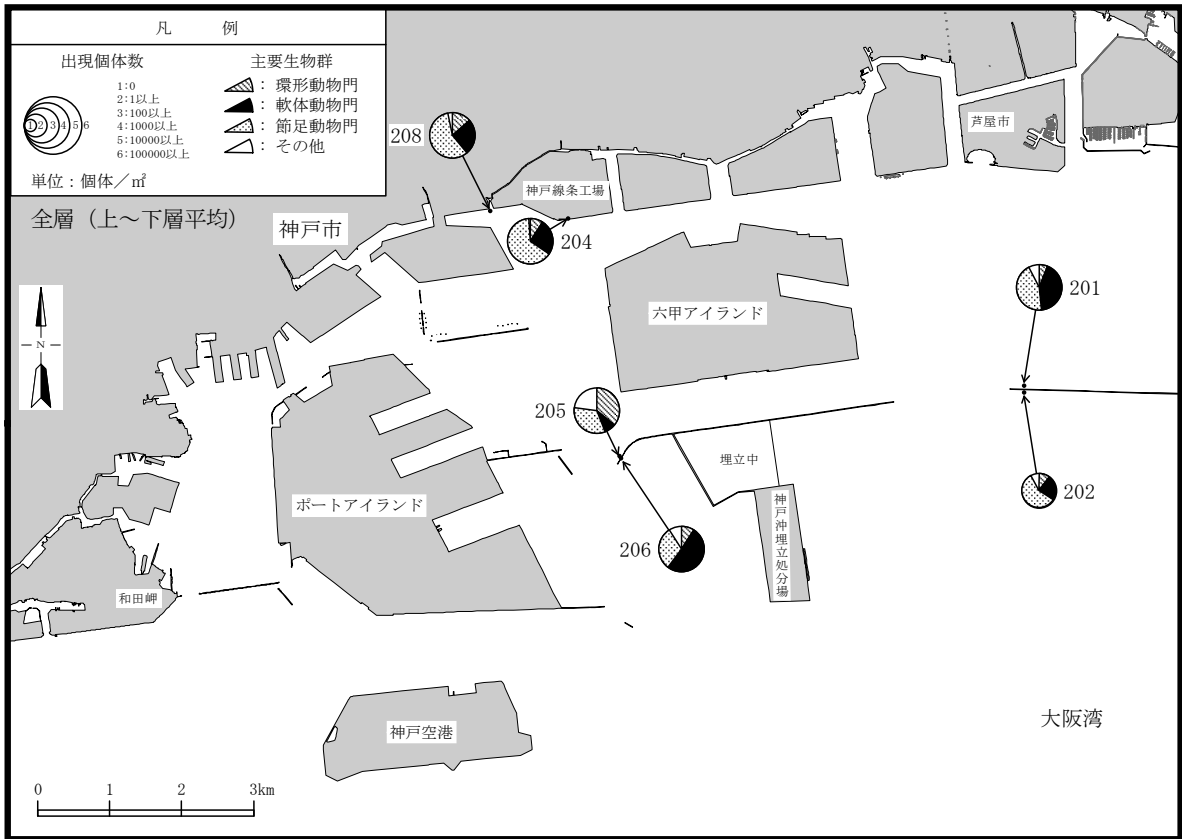 凡 例
出現個体数
1 2 3 4 5 6
1:0
2:1以上
3:100以上
4:1000以上
5:10000以上
6:100000以上
単位：個体／㎡
主要生物群
： 環形動物門
： 軟体動物門
： 節足動物門
： その他
全層（上～下層平均）
神戸市
208
神戸線条工場
204
芦屋市
N
六甲アイランド
201
205
埋立中
202
ポートアイランド
神戸沖埋立処分場
206
和田岬
神戸空港
大阪湾
0 1 2 3km